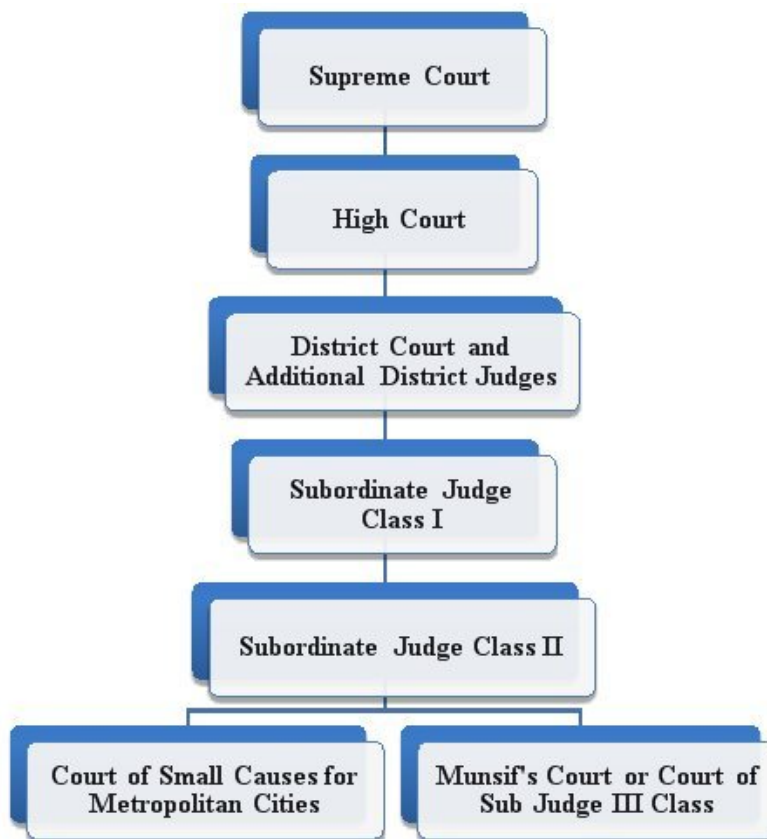 Supreme Court
High Court
District Court and
Additional District Judges
Subordinate Judge
Class I
Subordinate Judge Class II
Court of Small Causes for
Metropolitan Cities
Munsif's Court or Court of
Sub Judge III Class